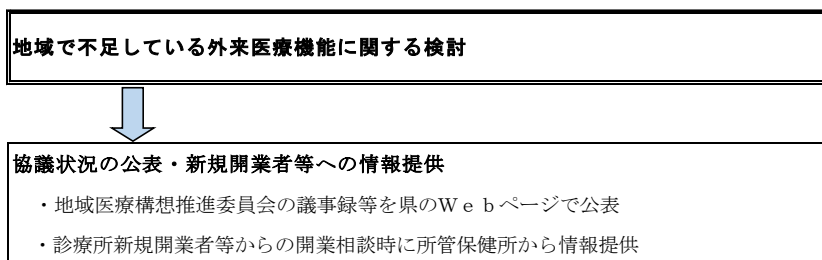 地域で不足している外来医療機能に関する検討
協議状況の公表・新規開業者等への情報提供
・地域医療構想推進委員会の議事録等を県のＷｅｂページで公表
・診療所新規開業者等からの開業相談時に所管保健所から情報提供